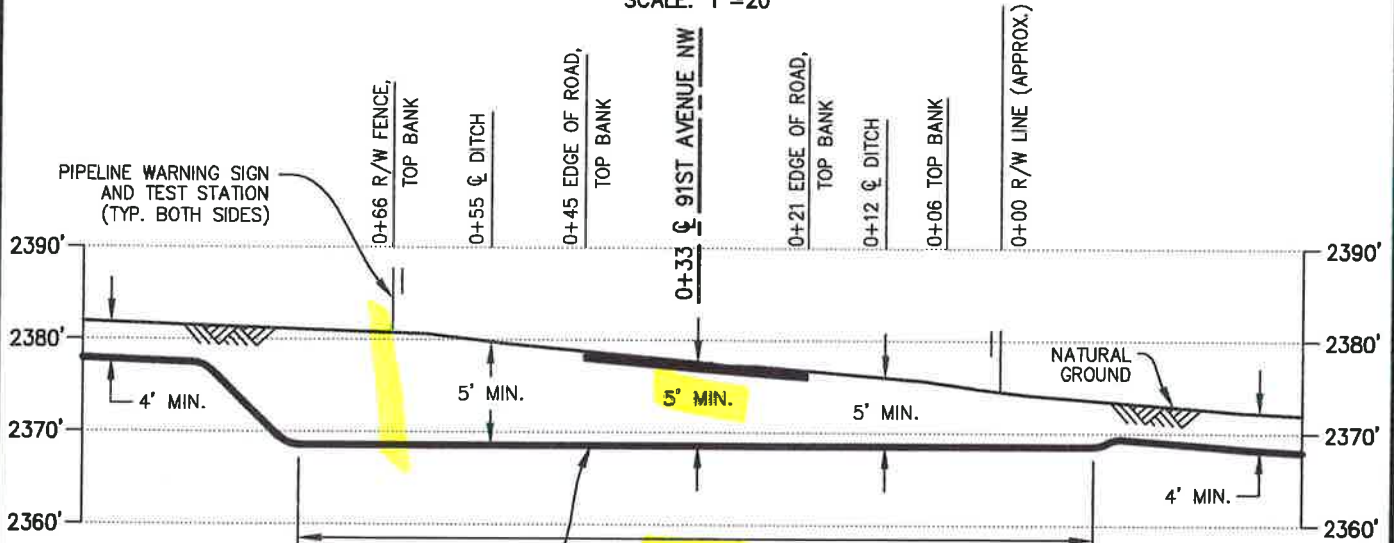 SCALE: 1"=20'
0+66 R/W FENCE,
TOP BANK
0+55 ℄ DITCH
0+45 EDGE OF ROAD,
TOP BANK
0+33 ℄ 91ST AVENUE NW
0+21 EDGE OF ROAD,
TOP BANK
0+12 ℄ DITCH
0+06 TOP BANK
0+00 R/W LINE (APPROX.)
PIPELINE WARNING SIGN
AND TEST STATION
(TYP. BOTH SIDES)
2390'
2390'
2380'
2380'
NATURAL
GROUND
4' MIN.
5' MIN.
5' MIN.
5' MIN.
2370'
2370'
4' MIN.
2360'
2360'